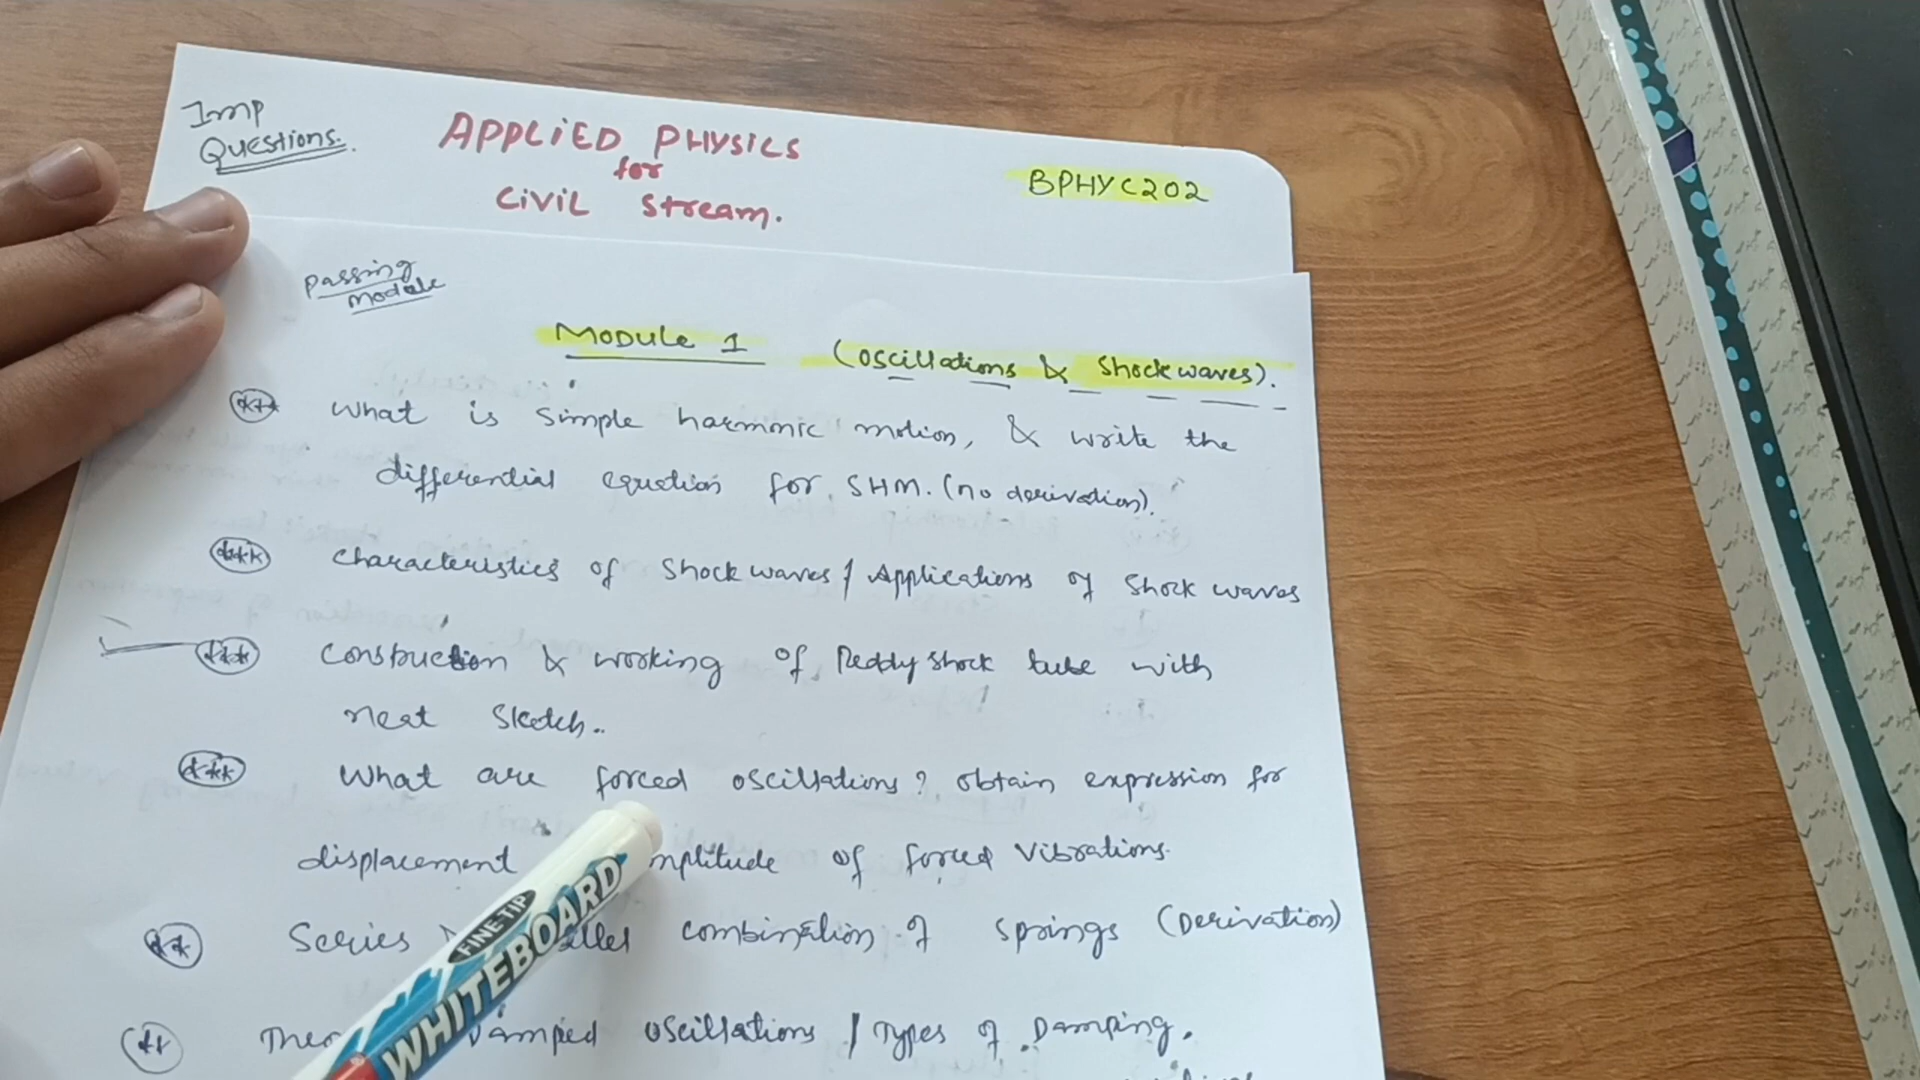 Imp
Questions.
APPLiED PHYSiCS
for
CiViL Stream.
BPHYC202
Passing
Module
Module 1 (Oscillations & Shock waves).
*** What is simple harmonic motion, & write the
differential equation for SHM. (no derivation).
*** Characteristics of Shock waves / Applications of Shock waves
*** Construction & working of Reddy shock tube with
neat Sketch.
*** What are forced oscillations? obtain expression for
displacement mplitude of forced Vibrations.
** Series combination of Springs (Derivation)
** Damped oscillations / Types of Damping.
FINE-TIP
WHITEBOARD